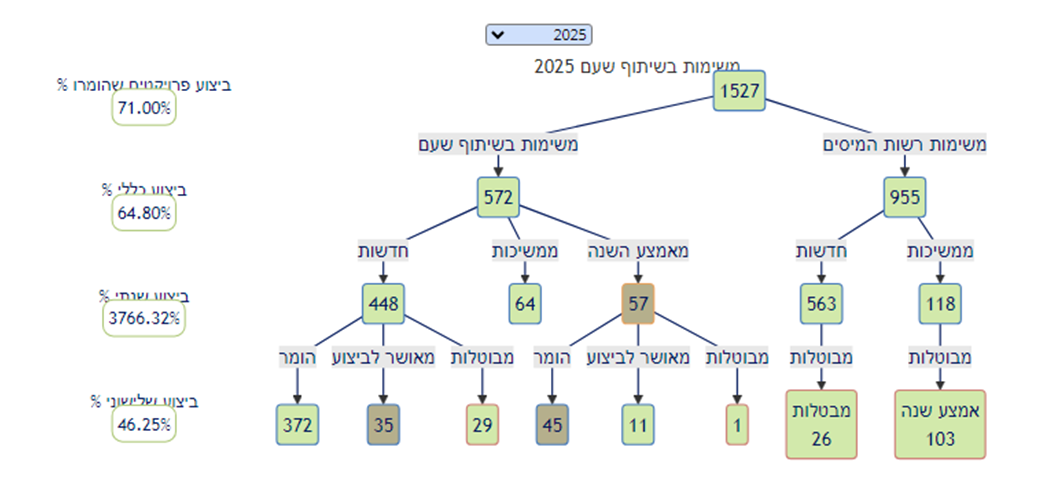 2025
משימות בשיתוף שעם 2025
1527
ביצוע פרויקטים שהומרו %
71.00%
משימות בשיתוף שעם
משימות רשות המיסים
572
955
ביצוע כללי %
64.80%
חדשות
ממשיכות
מאמצע השנה
חדשות
ממשיכות
448
64
57
563
118
ביצוע שנתי %
3766.32%
הומר
מאושר לביצוע
מבוטלות
הומר
מאושר לביצוע
מבוטלות
מבוטלות
מבוטלות
372
35
29
45
11
1
מבטלות
26
אמצע שנה
103
ביצוע שלישוני %
46.25%